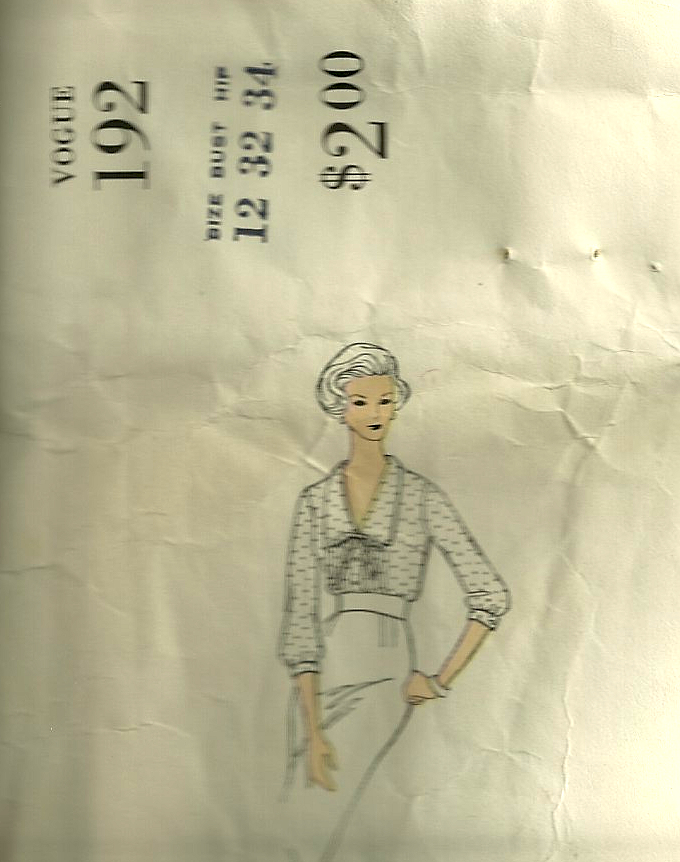 VOGUE
192
SIZE BUST HIP
12 32 34
$2.00